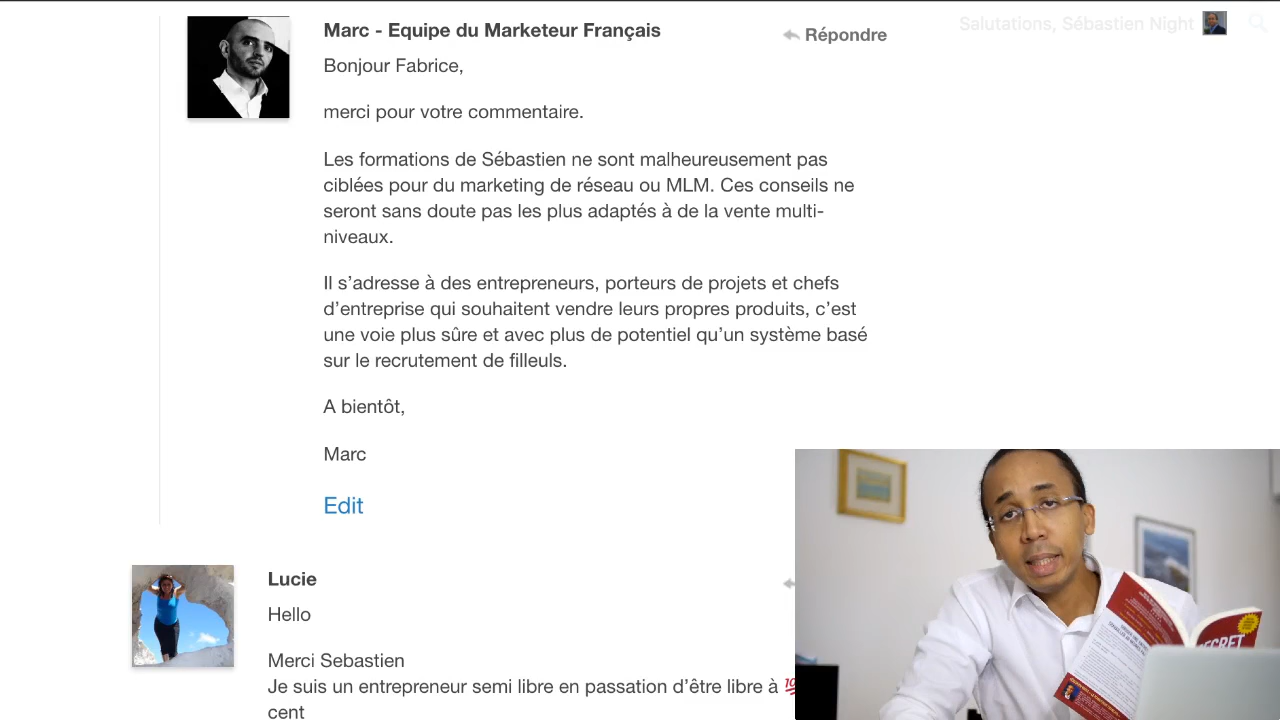 Salutations, Sébastien Night
Marc - Equipe du Marketeur Français
Répondre
Bonjour Fabrice,
merci pour votre commentaire.
Les formations de Sébastien ne sont malheureusement pas
ciblées pour du marketing de réseau ou MLM. Ces conseils ne
seront sans doute pas les plus adaptés à de la vente multi-
niveaux.
Il s’adresse à des entrepreneurs, porteurs de projets et chefs
d’entreprise qui souhaitent vendre leurs propres produits, c’est
une voie plus sûre et avec plus de potentiel qu’un système basé
sur le recrutement de filleuls.
A bientôt,
Marc
Edit
Lucie
Hello
Merci Sebastien
Je suis un entrepreneur semi libre en passation d’être libre à
cent